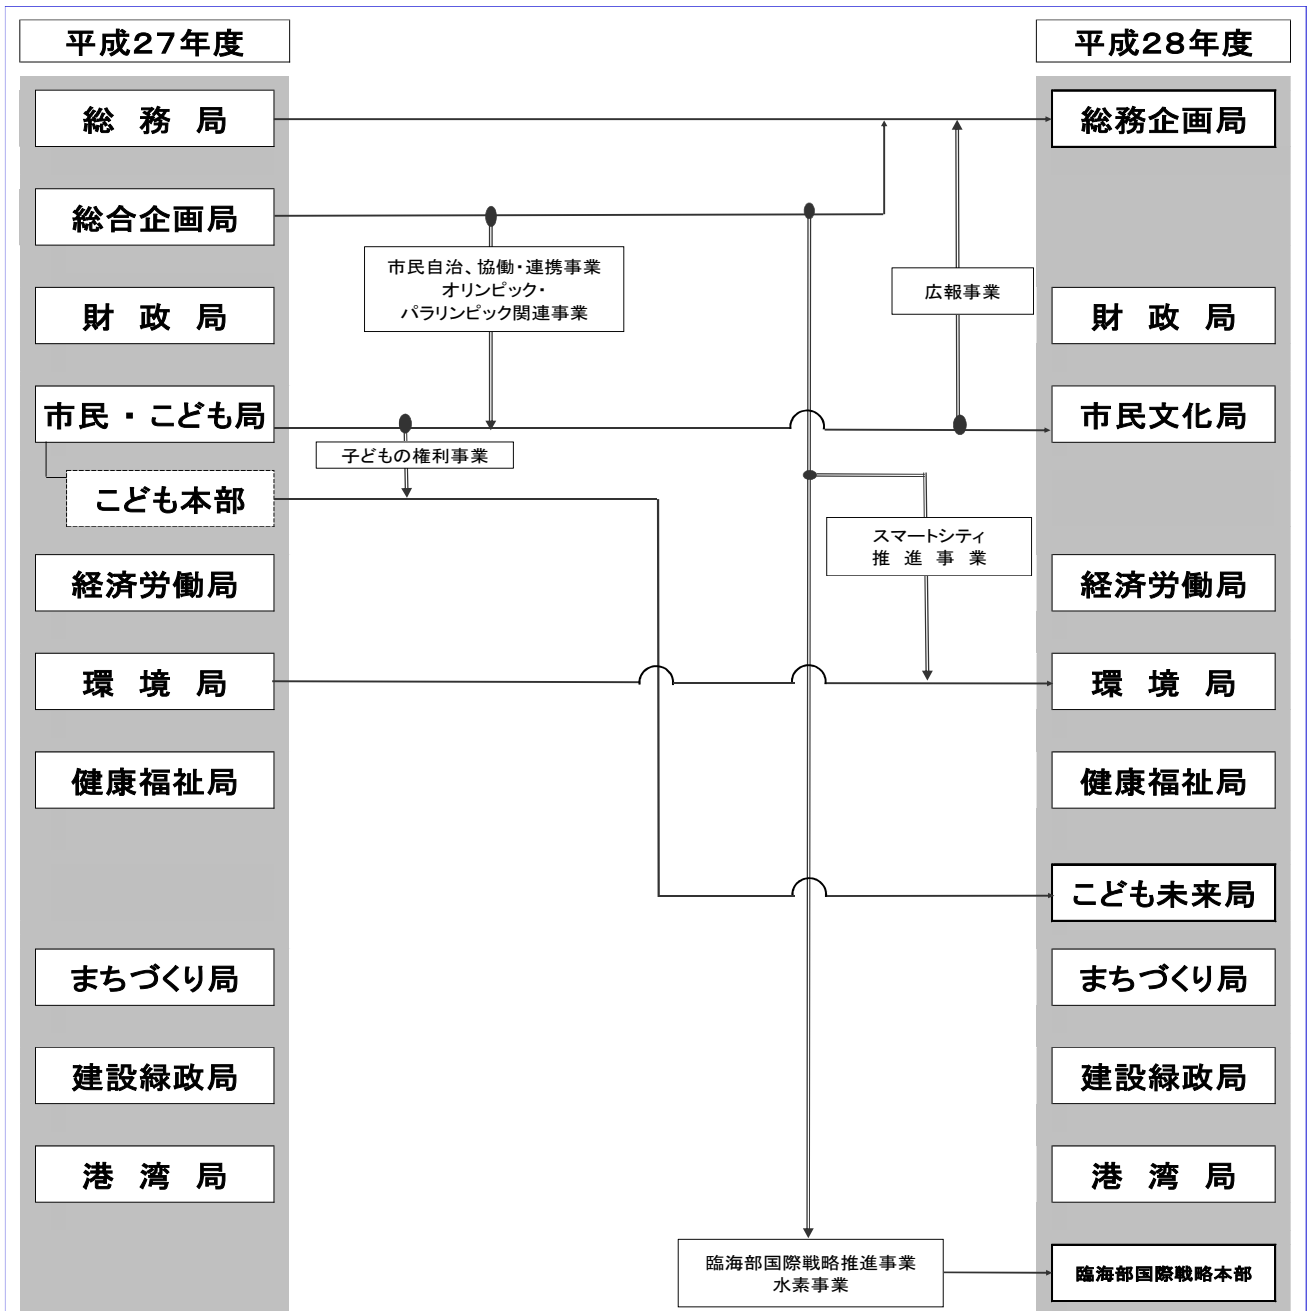 平成27年度
平成28年度
総務局
総務企画局
総合企画局
市民自治、協働・連携事業
オリンピック・
パラリンピック関連事業
広報事業
財政局
財政局
市民・こども局
市民文化局
子どもの権利事業
こども本部
スマートシティ
推進事業
経済労働局
経済労働局
環境局
環境局
健康福祉局
健康福祉局
こども未来局
まちづくり局
まちづくり局
建設緑政局
建設緑政局
港湾局
港湾局
臨海部国際戦略推進事業
水素事業
臨海部国際戦略本部